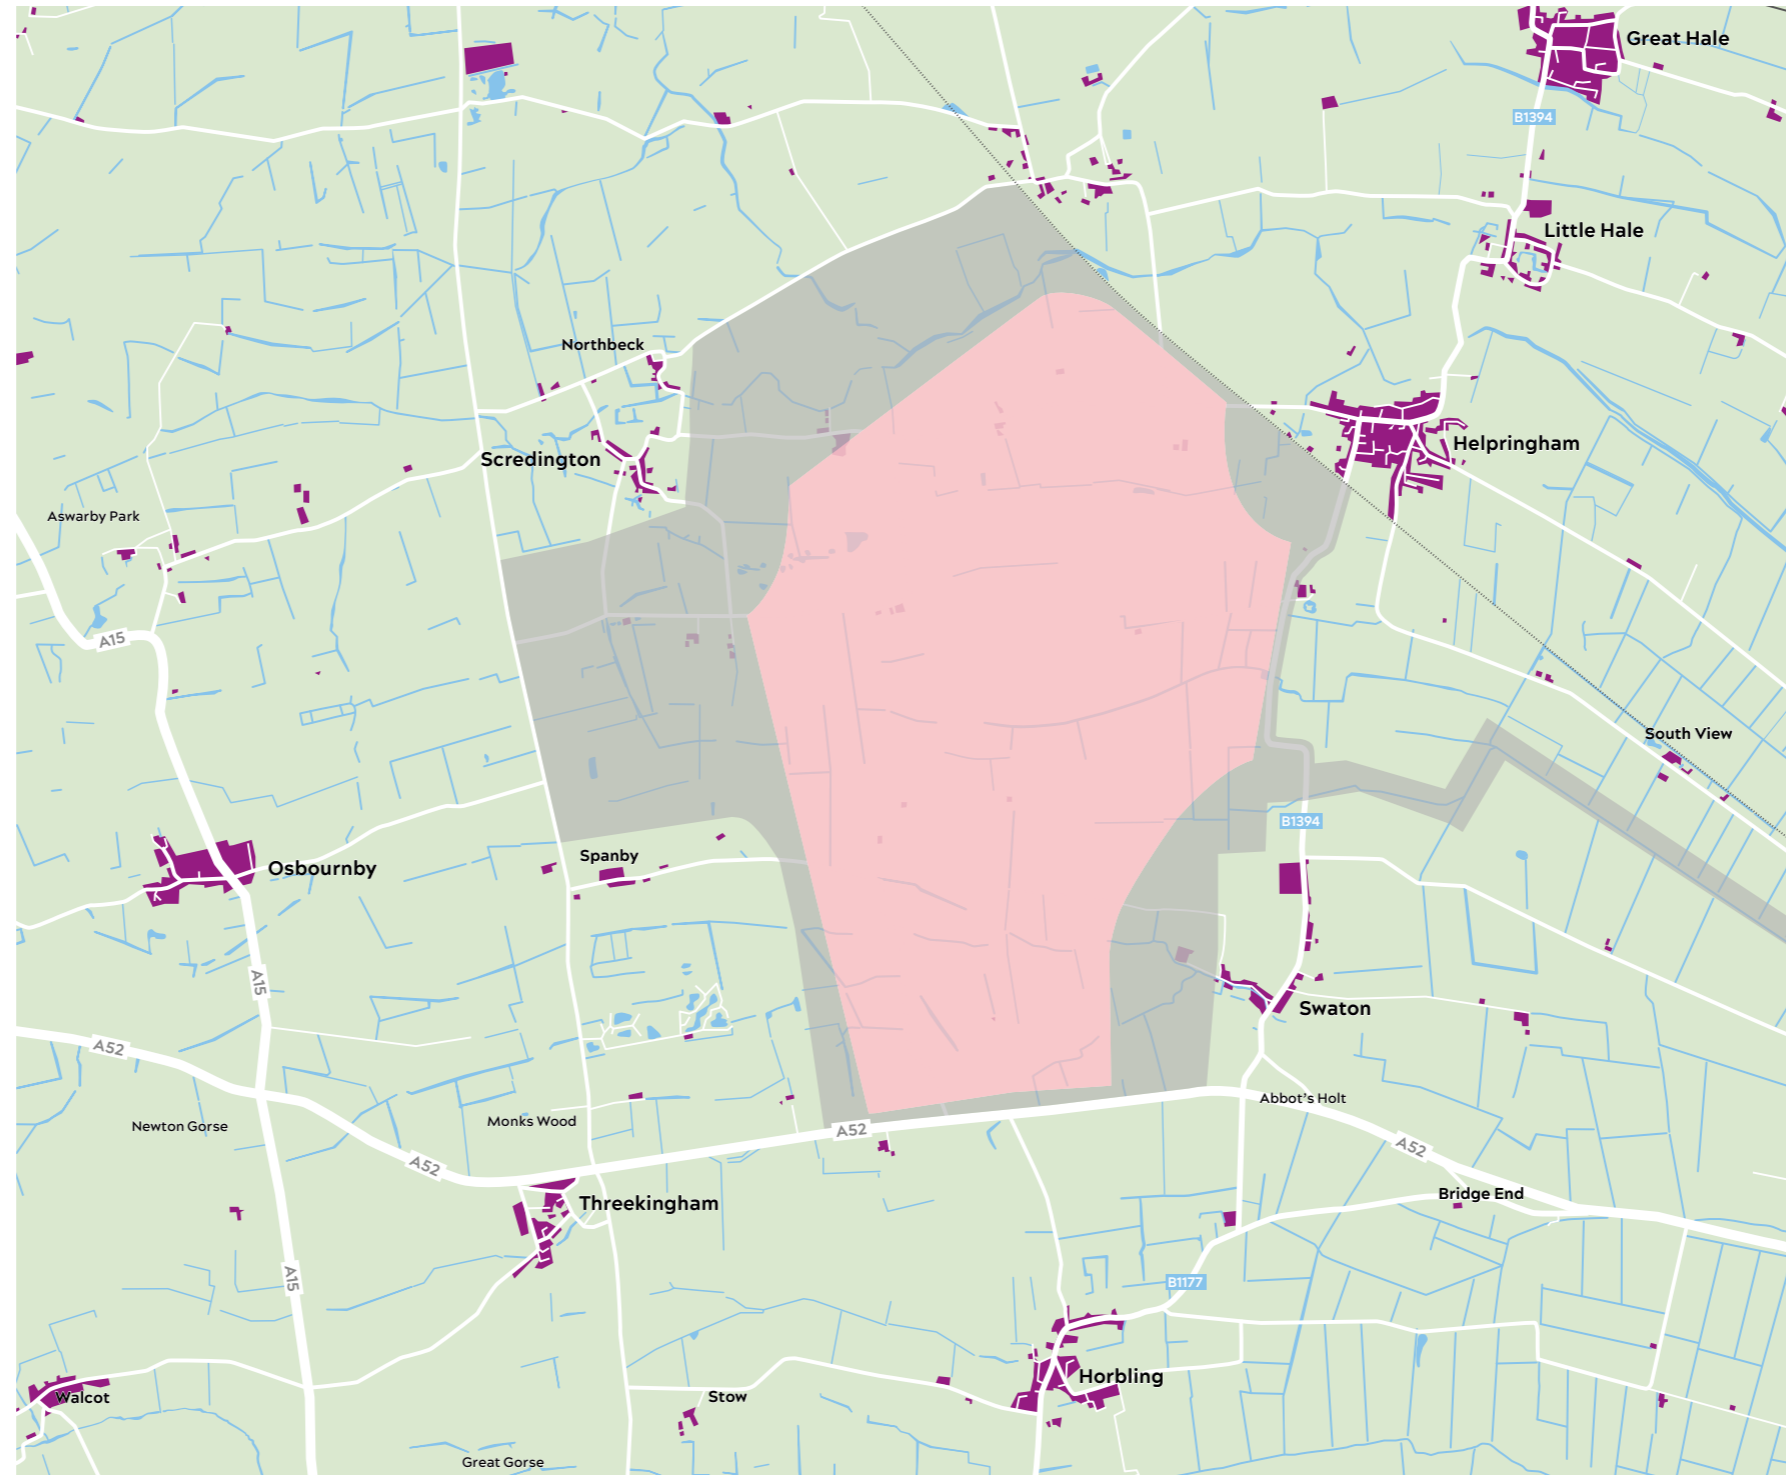 Great Hale
B1394
Little Hale
Northbeck
Helpringham
Scredington
Aswarby Park
A15
South View
B1394
Spanby
Osbournby
A15
Swaton
A52
Abbot's Holt
Monks Wood
Newton Gorse
A52
A52
A52
Bridge End
Threekingham
A15
B1177
Horbling
Walcot
Stow
Great Gorse